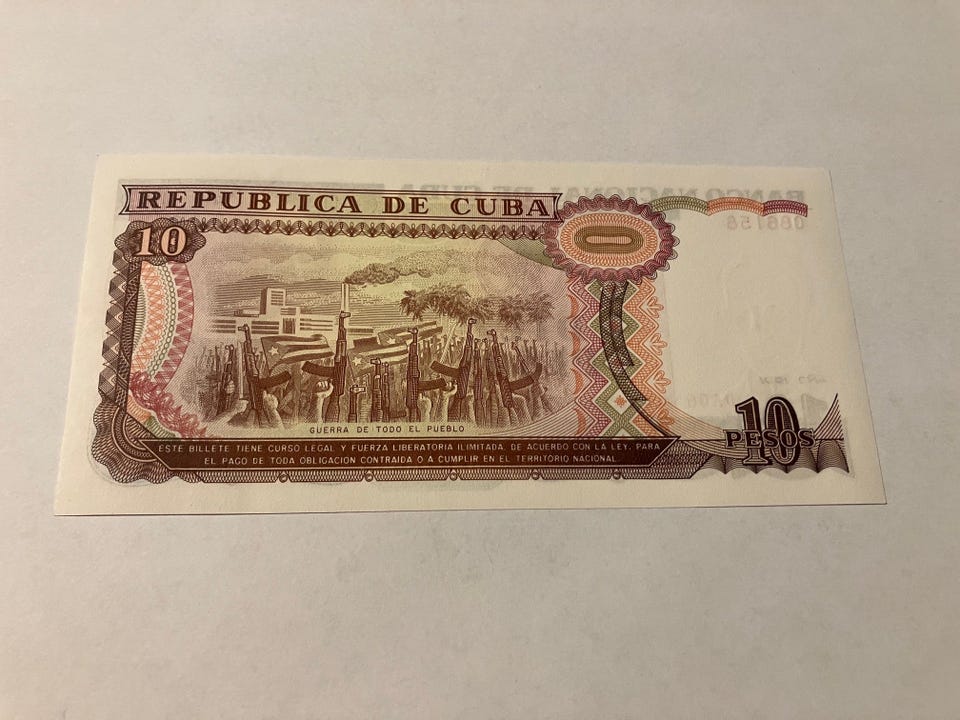 REPUBLICA DE CUBA
10
GUERRA DE TODO EL PUEBLO
ESTE BILLETE TIENE CURSO LEGAL Y FUERZA LIBERATORIA ILIMITADA, DE ACUERDO CON LA LEY, PARA
EL PAGO DE TODA OBLIGACION CONTRAIDA O A CUMPLIR EN EL TERRITORIO NACIONAL.
10
PESOS